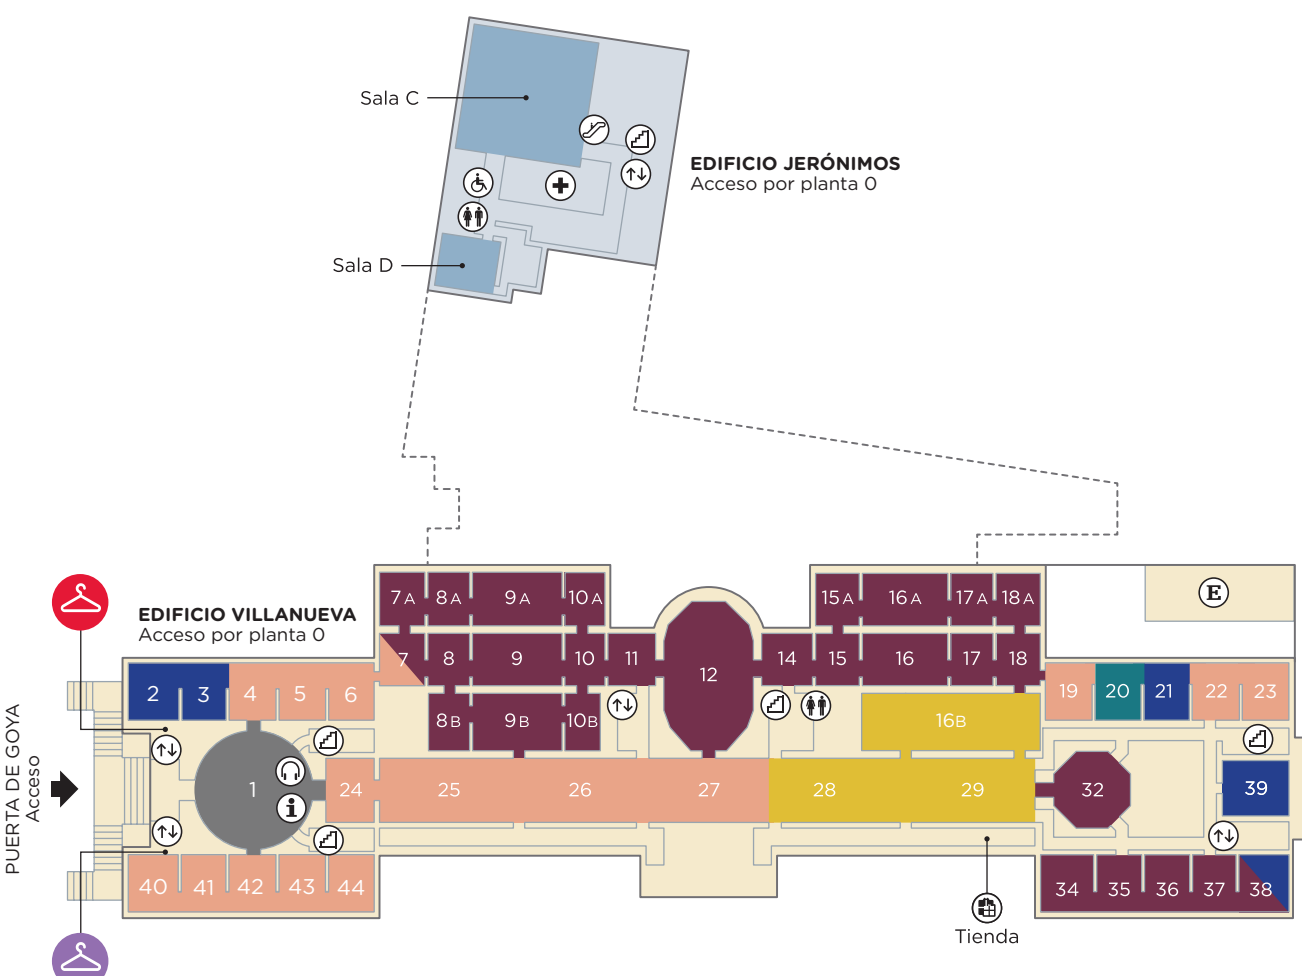 Sala C
EDIFICIO JERÓNIMOS
Acceso por planta 0
Sala D
7A 8A 9A 10A
15A 16A 17A 18A
E
EDIFICIO VILLANUEVA
Acceso por planta 0
7 8 9 10 11 12 14 15 16 17 18
2 3 4 5 6
19 20 21 22 23
8B 9B 10B
16B
PUERTA DE GOYA
Acceso
1 i 24 25 26 27 28 29 32 39
40 41 42 43 44
34 35 36 37 38
Tienda